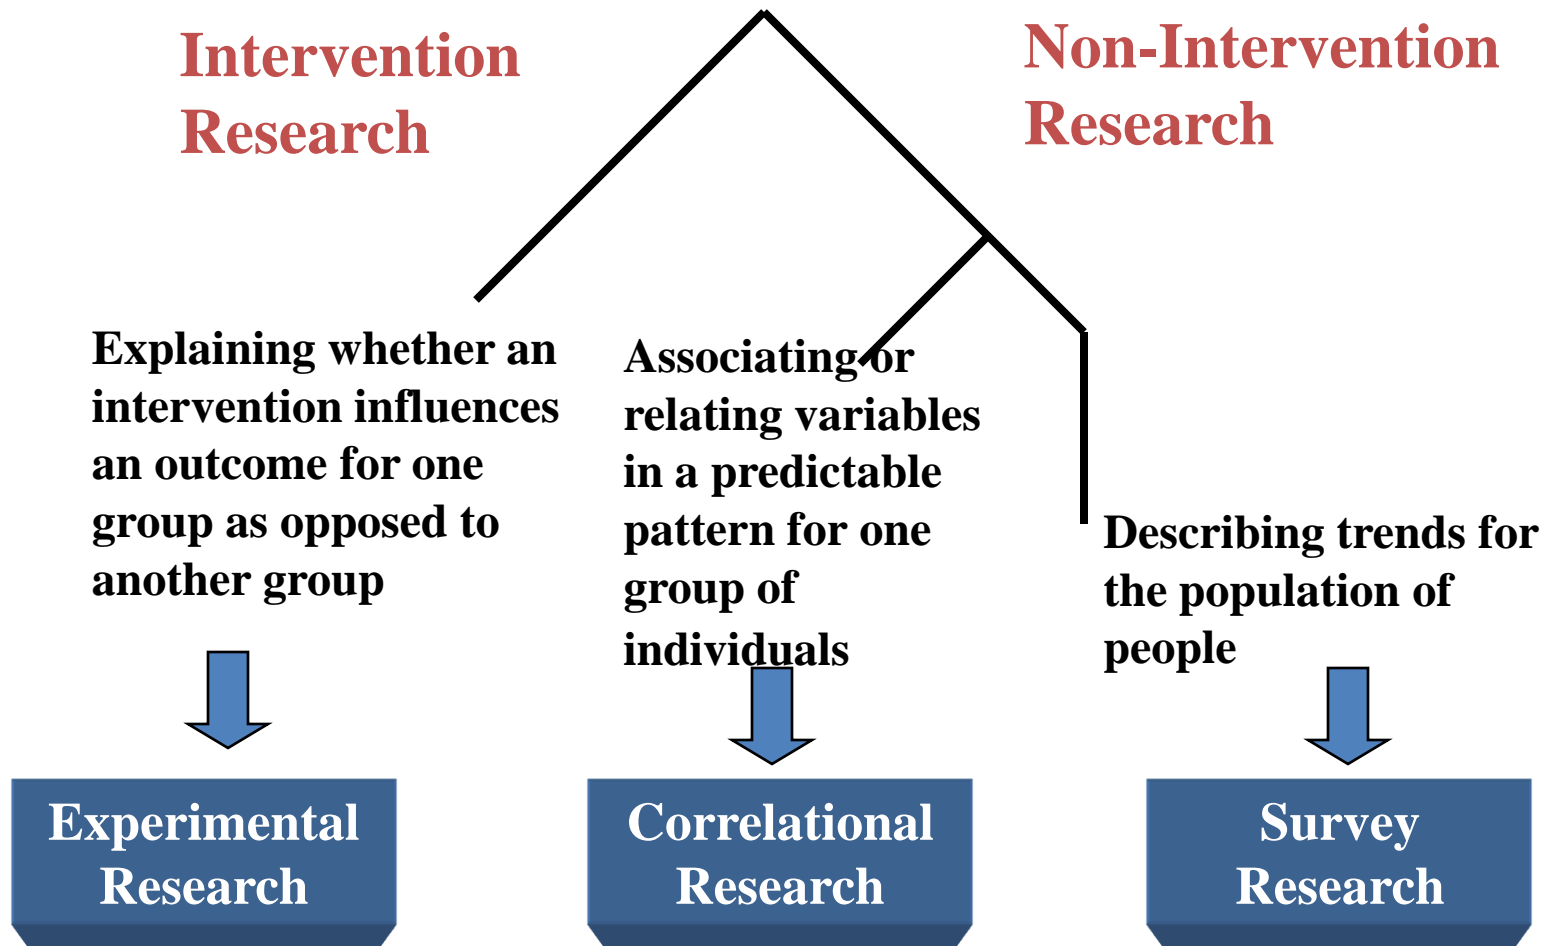 Intervention
Research
Non-Intervention
Research
Explaining whether an
intervention influences
an outcome for one
group as opposed to
another group
Associating or
relating variables
in a predictable
pattern for one
group of
individuals
Describing trends for
the population of
people
Experimental
Research
Correlational
Research
Survey
Research